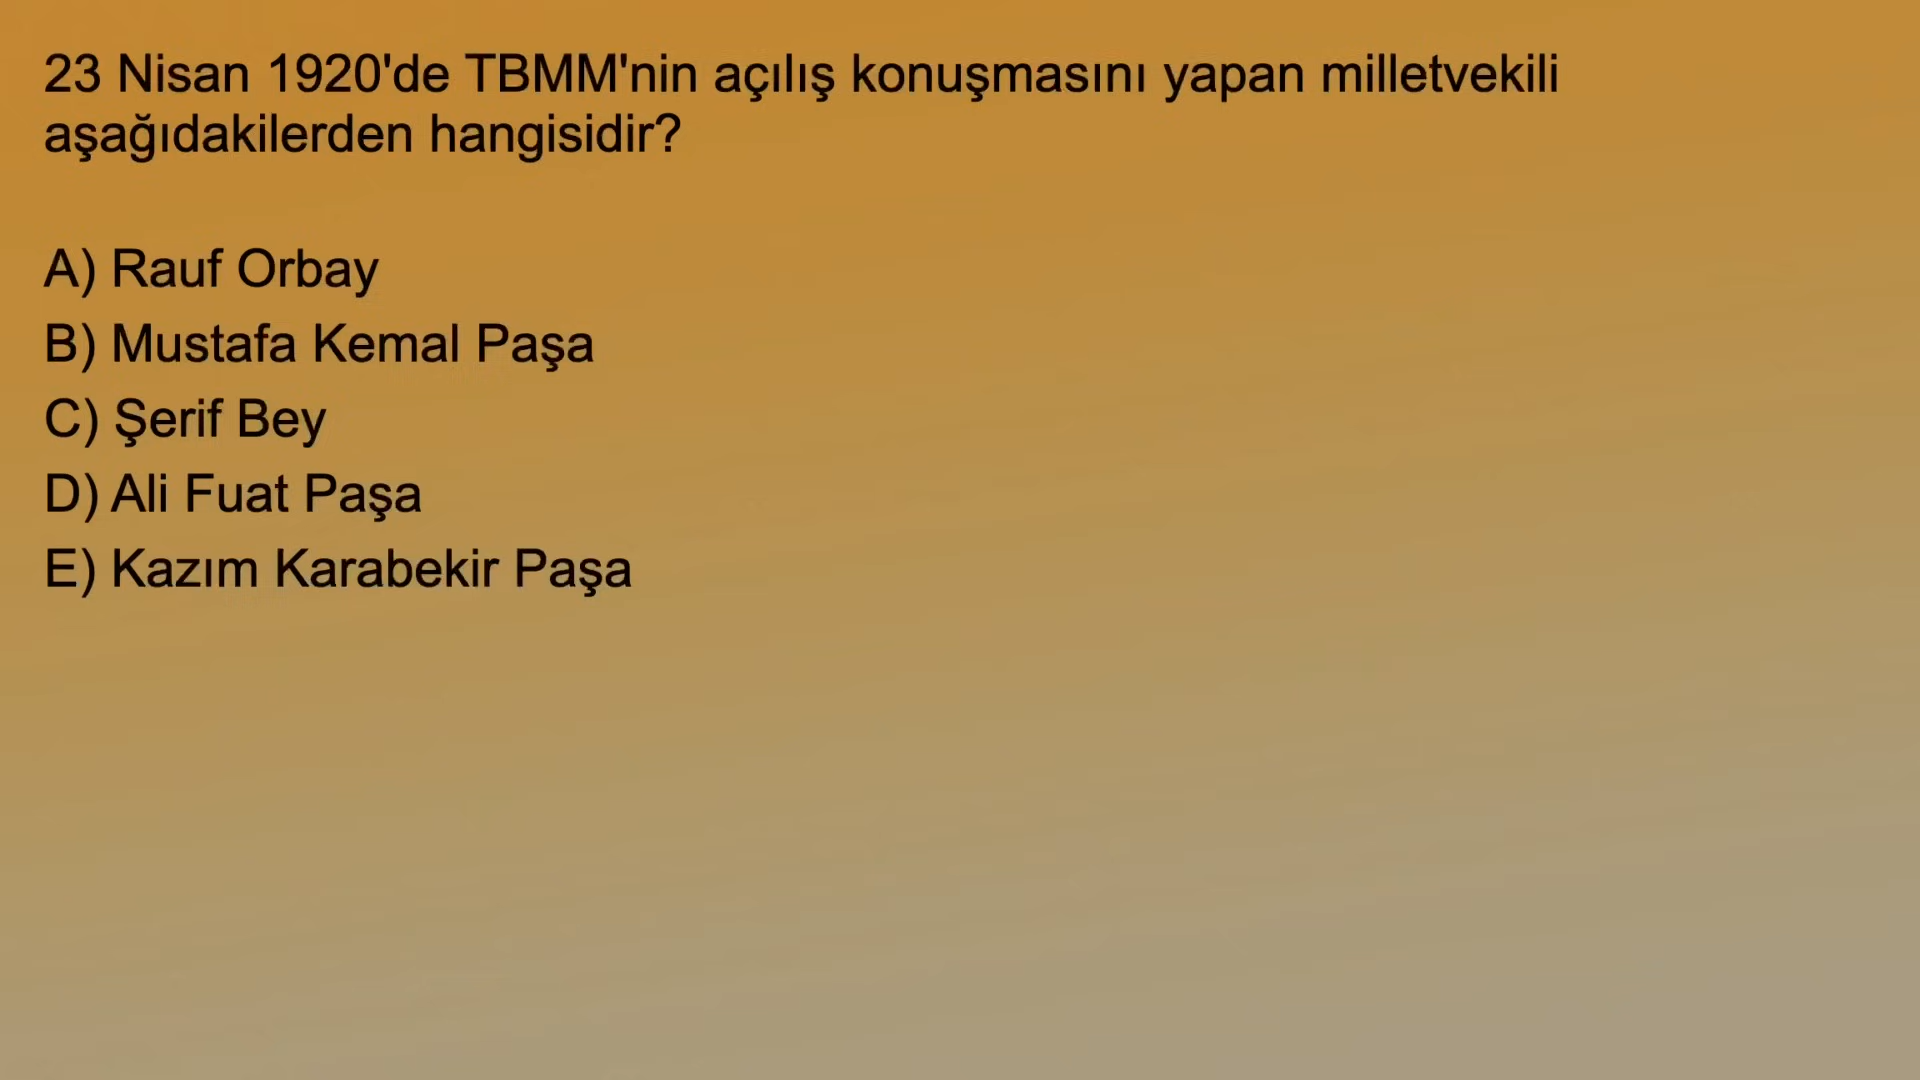 23 Nisan 1920'de TBMM'nin açılış konuşmasını yapan milletvekili
aşağıdakilerden hangisidir?
A) Rauf Orbay
B) Mustafa Kemal Paşa
C) Şerif Bey
D) Ali Fuat Paşa
E) Kazım Karabekir Paşa